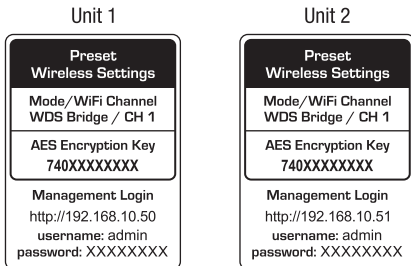 Unit 1
Preset
Wireless Settings
Mode/WiFi Channel
WDS Bridge / CH 1
AES Encryption Key
740XXXXXXXX
Management Login
http://192.168.10.50
username: admin
password: XXXXXXXX
Unit 2
Preset
Wireless Settings
Mode/WiFi Channel
WDS Bridge / CH 1
AES Encryption Key
740XXXXXXXX
Management Login
http://192.168.10.51
username: admin
password: XXXXXXXX